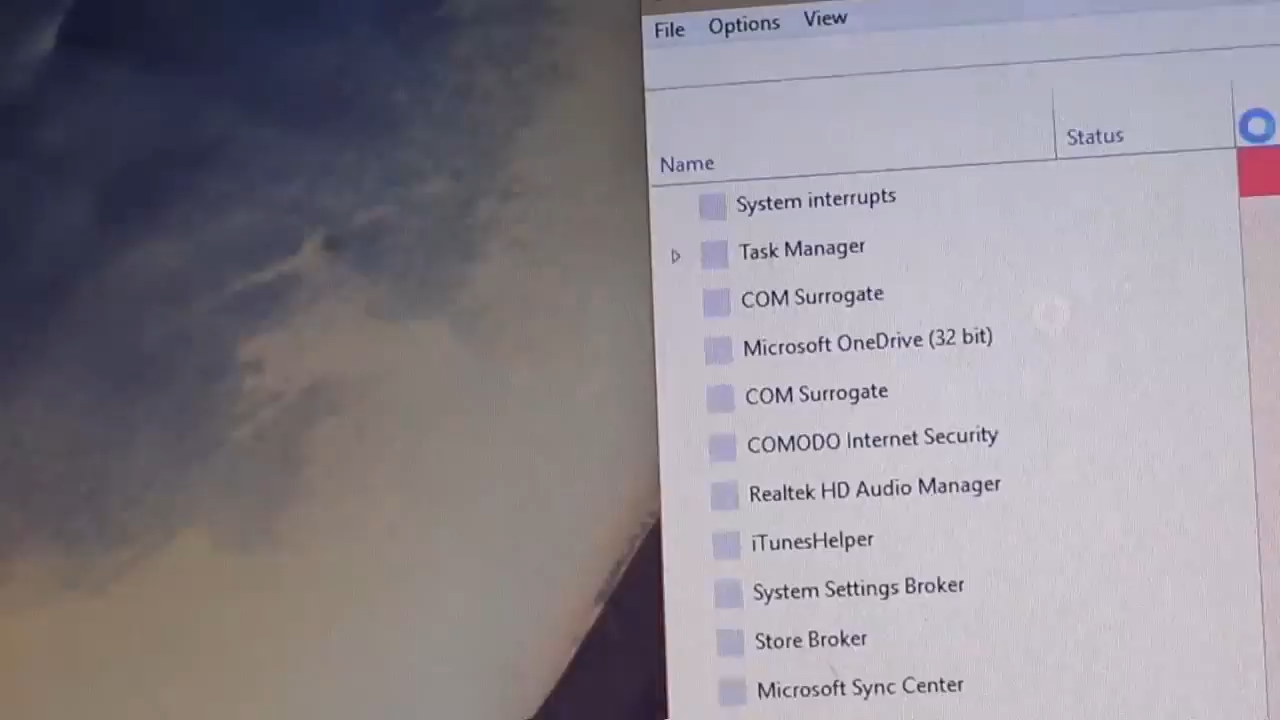 File Options View
Name Status
System interrupts
Task Manager
COM Surrogate
Microsoft OneDrive (32 bit)
COM Surrogate
COMODO Internet Security
Realtek HD Audio Manager
iTunesHelper
System Settings Broker
Store Broker
Microsoft Sync Center